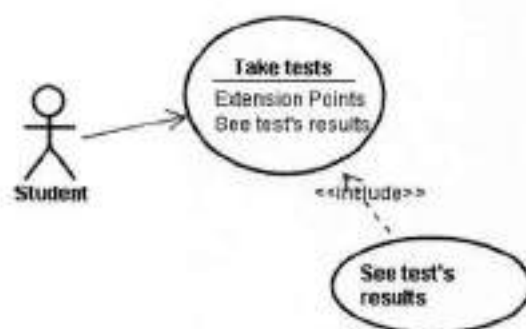 Take tests
Extension Points
See test's results
Student
<<include>>
See test's
results